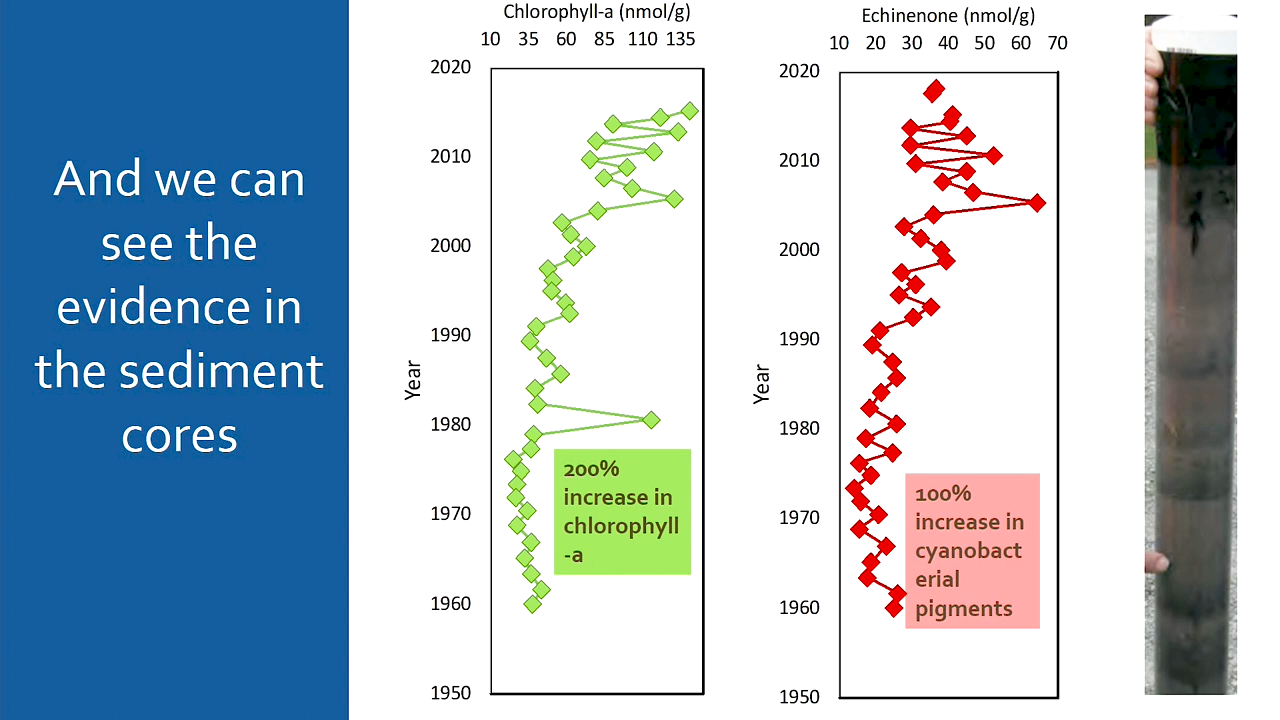 And we can
see the
evidence in
the sediment
cores
Chlorophyll-a (nmol/g)
10 35 60 85 110 135
2020
2010
2000
1990
1980
1970
1960
1950
Year
200%
increase in
chlorophyll
-a
Echinenone (nmol/g)
10 20 30 40 50 60 70
2020
2010
2000
1990
1980
1970
1960
1950
Year
100%
increase in
cyanobact
erial
pigments